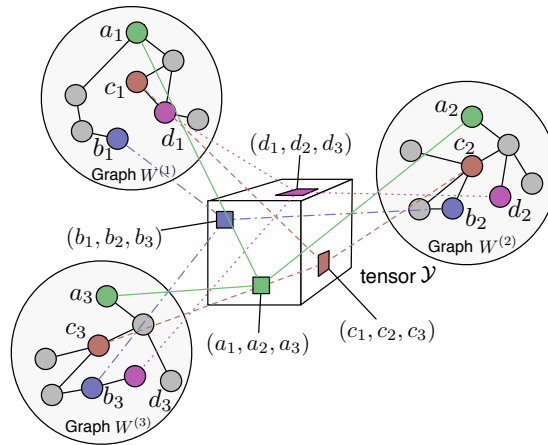 a₁
c₁
d₁
b₁
Graph W⁽¹⁾
(d₁, d₂, d₃)
a₂
c₂
b₂
d₂
Graph W⁽²⁾
(b₁, b₂, b₃)
tensor 𝒴
(a₁, a₂, a₃)
(c₁, c₂, c₃)
a₃
c₃
b₃
d₃
Graph W⁽³⁾